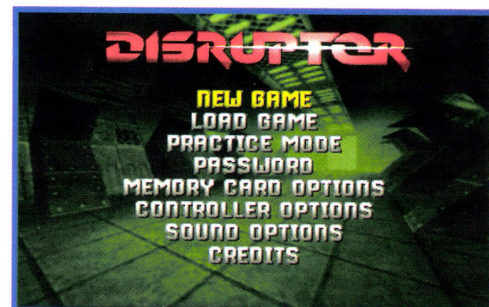 DISRUPTOR
NEW GAME
LOAD GAME
PRACTICE MODE
PASSWORD
MEMORY CARD OPTIONS
CONTROLLER OPTIONS
SOUND OPTIONS
CREDITS